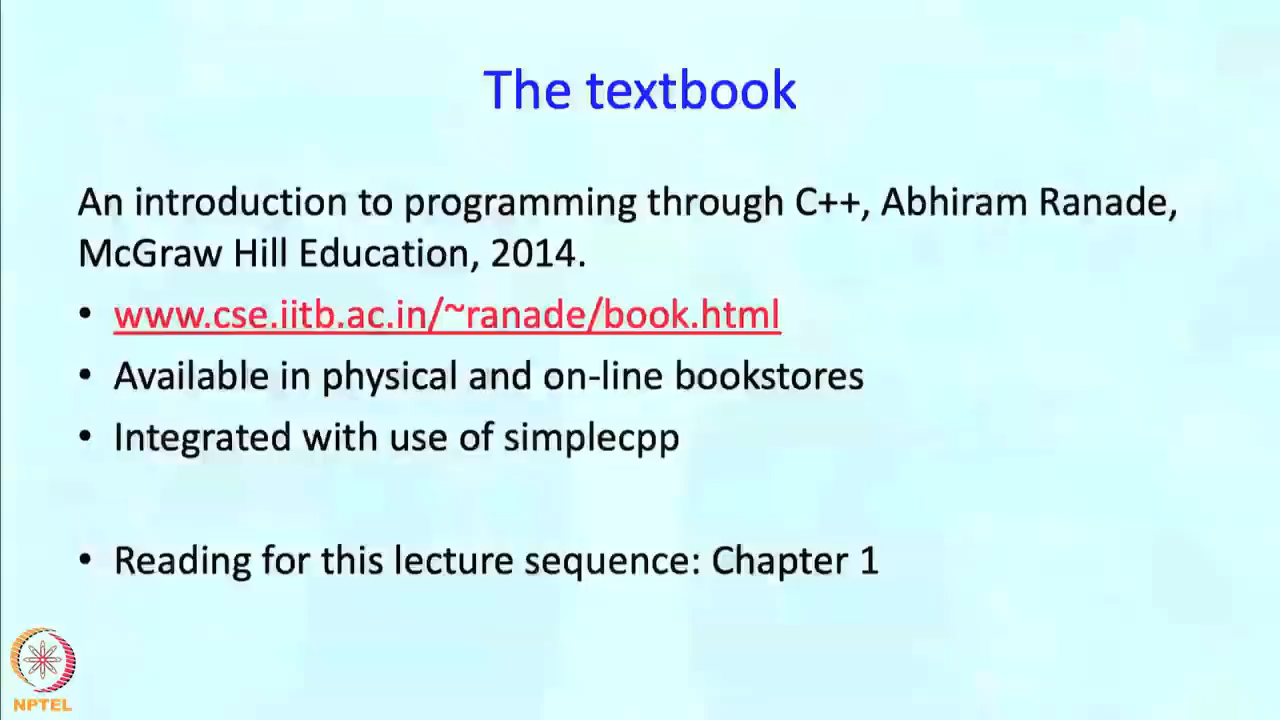 The textbook
An introduction to programming through C++, Abhiram Ranade,
McGraw Hill Education, 2014.
• www.cse.iitb.ac.in/~ranade/book.html
• Available in physical and on-line bookstores
• Integrated with use of simplecpp
• Reading for this lecture sequence: Chapter 1
NPTEL